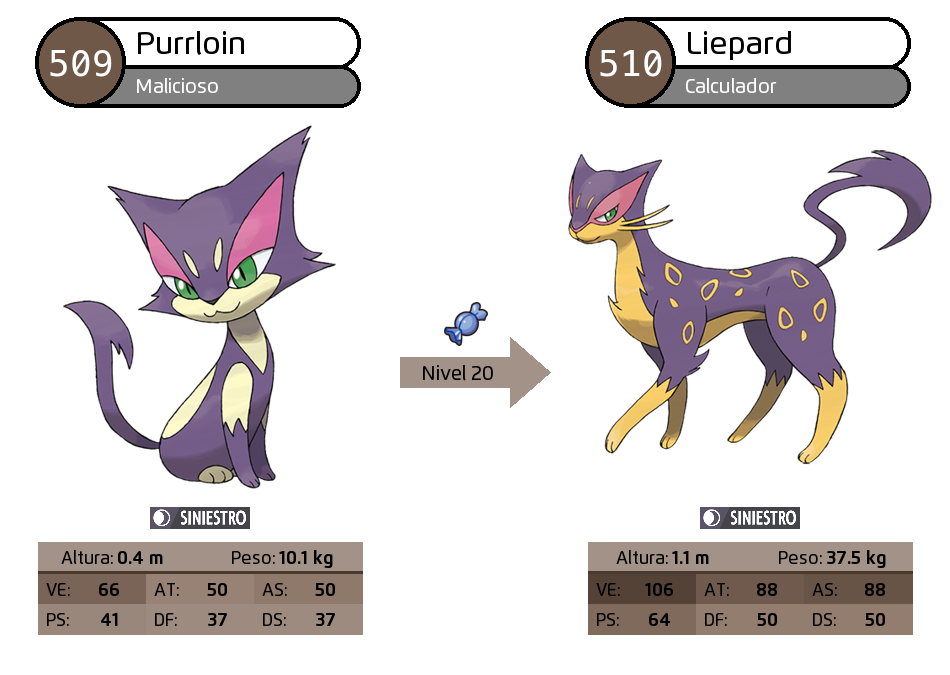 509
Purrloin
Malicioso
510
Liepard
Calculador
Nivel 20
SINIESTRO
Altura: 0.4 m Peso: 10.1 kg
VE: 66 AT: 50 AS: 50
PS: 41 DF: 37 DS: 37
SINIESTRO
Altura: 1.1 m Peso: 37.5 kg
VE: 106 AT: 88 AS: 88
PS: 64 DF: 50 DS: 50